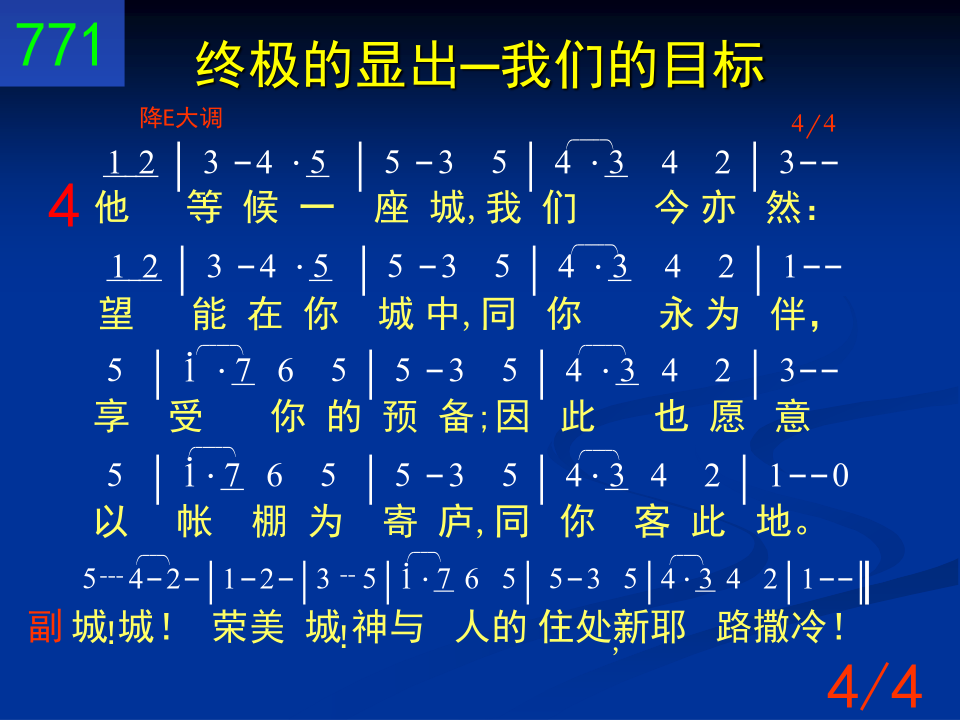 771
终极的显出—我们的目标
降E大调 4/4
1 2 | 3 -4 · 5 | 5 -3 5 | 4 · 3 4 2 | 3--
4 他 等 候 一 座 城,我 们 今 亦 然:
1 2 | 3 -4 · 5 | 5 -3 5 | 4 · 3 4 2 | 1--
望 能 在 你 城 中,同 你 永 为 伴,
5 | i · 7 6 5 | 5 -3 5 | 4 · 3 4 2 | 3--
享 受 你 的 预 备;因 此 也 愿 意
5 | i · 7 6 5 | 5 -3 5 | 4 · 3 4 2 | 1--0
以 帐 棚 为 寄 庐,同 你 客 此 地。
5--- 4-2- | 1-2- | 3 -- 5 | i · 7 6 5 | 5-3 5 | 4 · 3 4 2 | 1--‖
副 城!城! 荣美 城!神与 人的 住处,新耶 路撒冷!
4/4